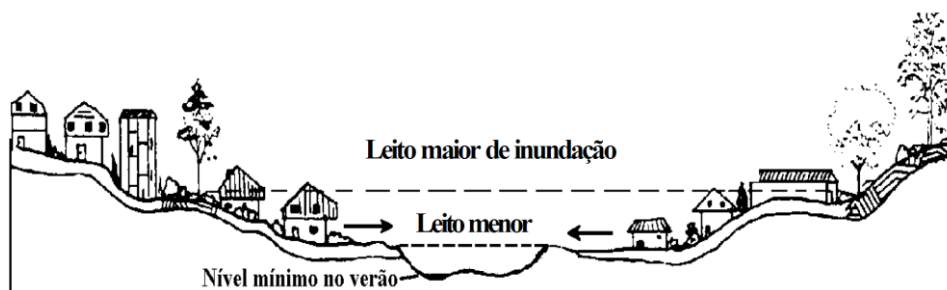 Leito maior de inundação
Leito menor
Nível mínimo no verão